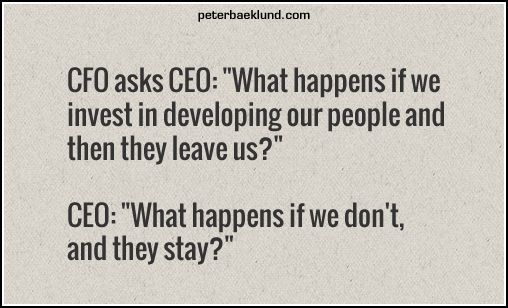 peterbaeklund.com
CFO asks CEO: "What happens if we
invest in developing our people and
then they leave us?"
CEO: "What happens if we don't,
and they stay?"